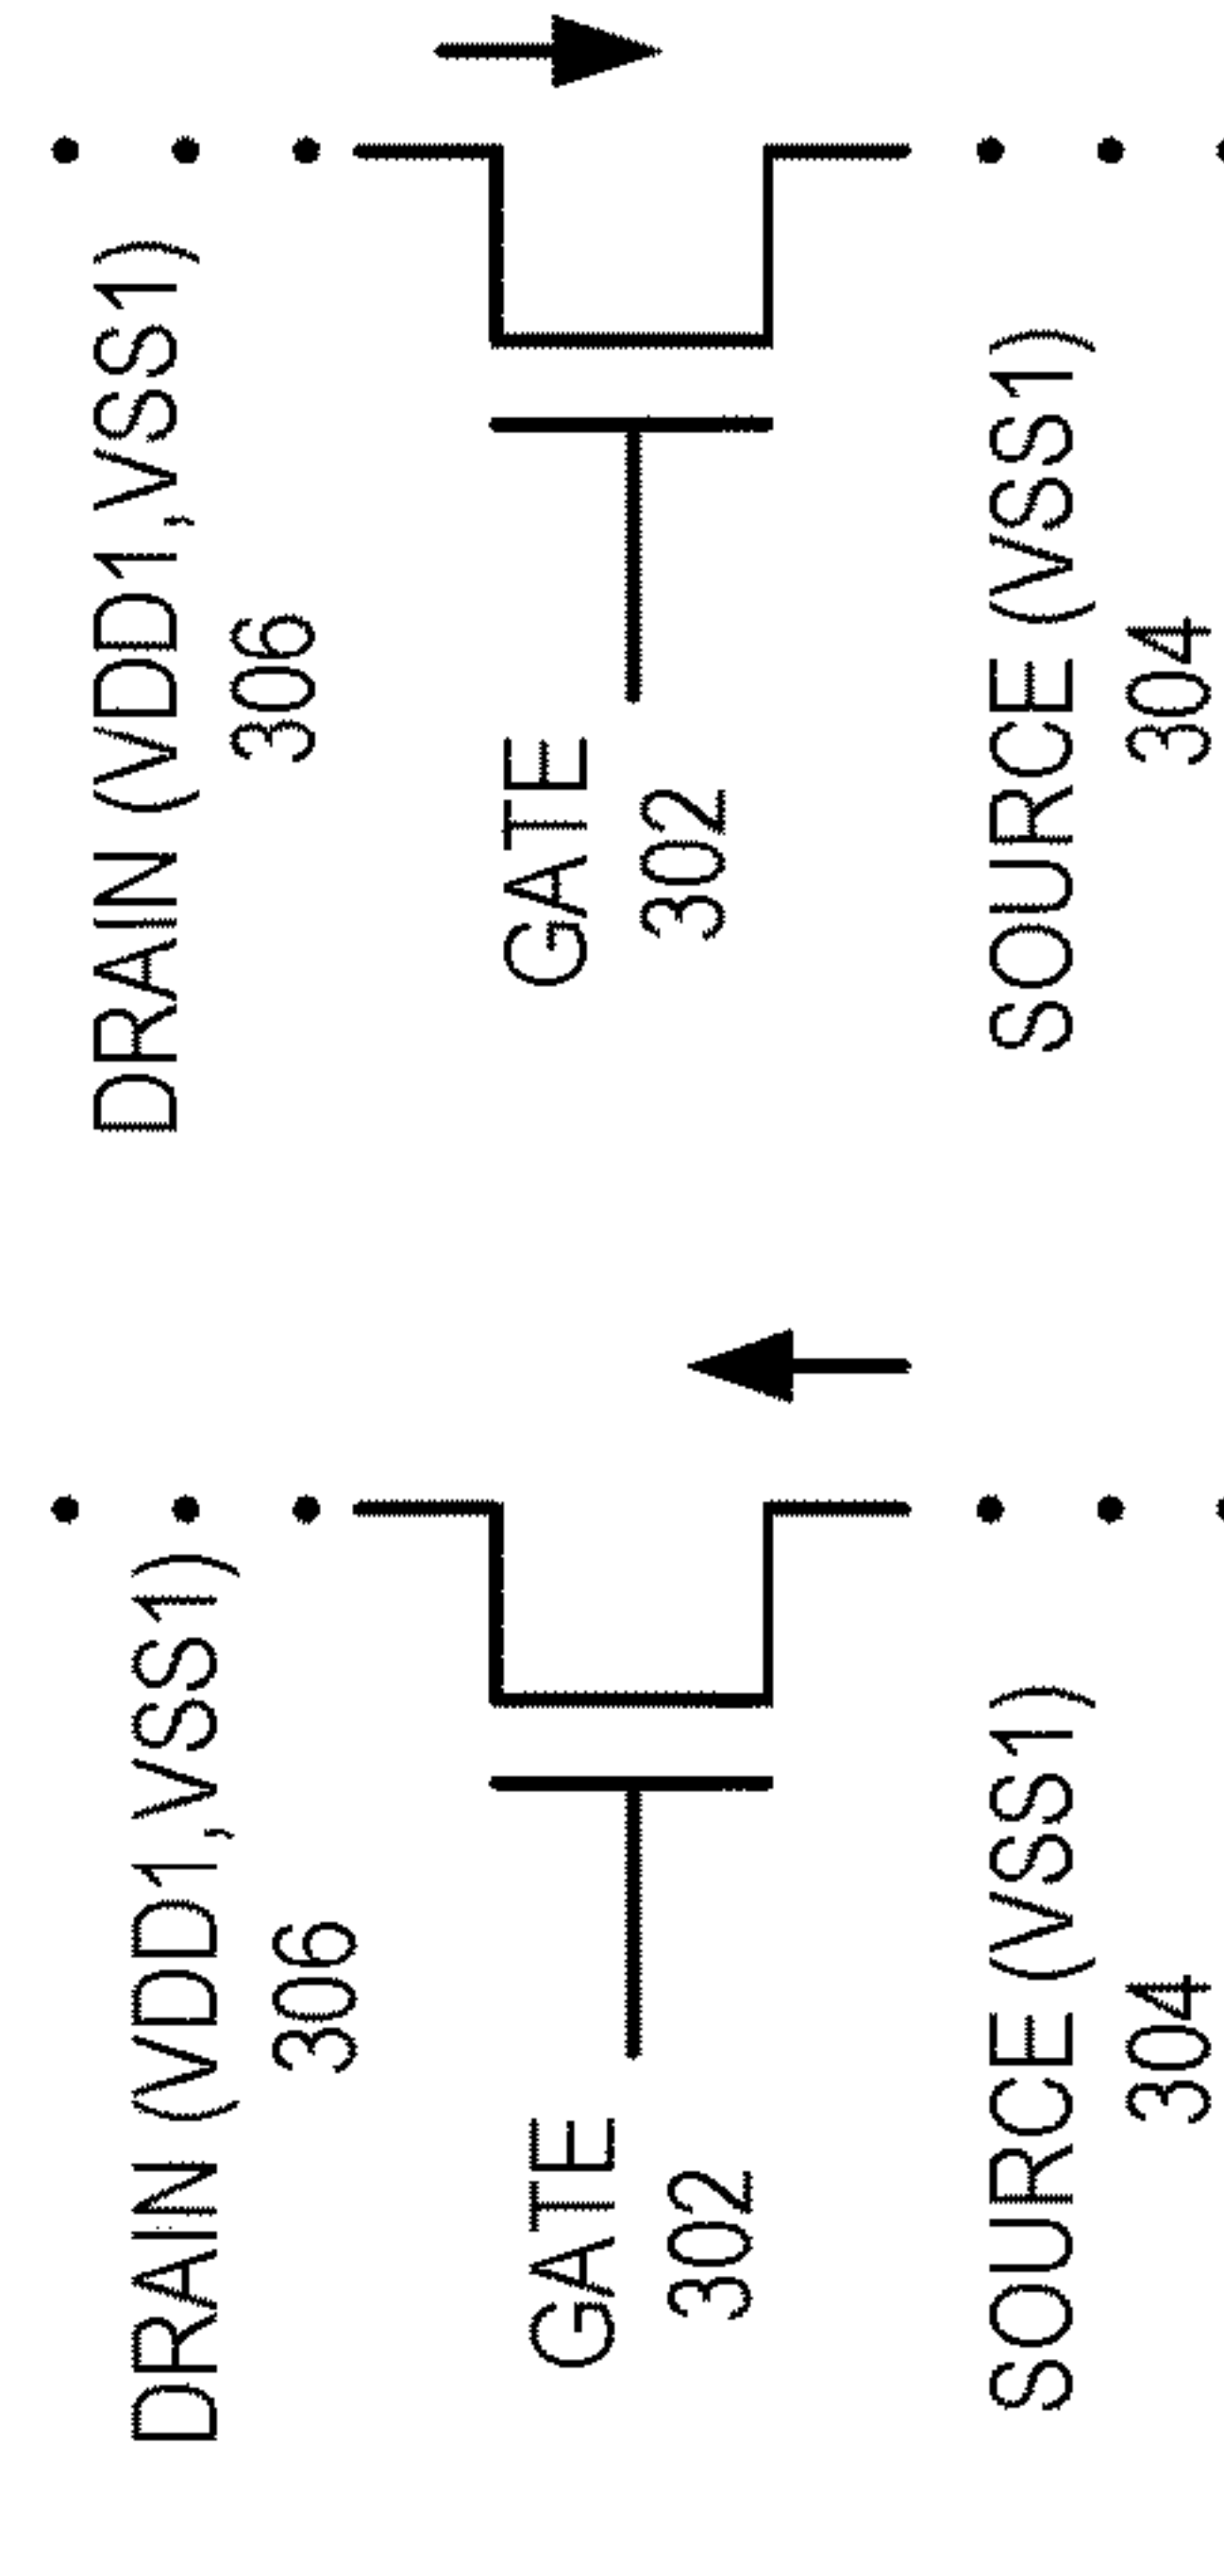 DRAIN (VDD1,VSS1)
306
GATE
302
SOURCE (VSS1)
304
DRAIN (VDD1,VSS1)
306
GATE
302
SOURCE (VSS1)
304